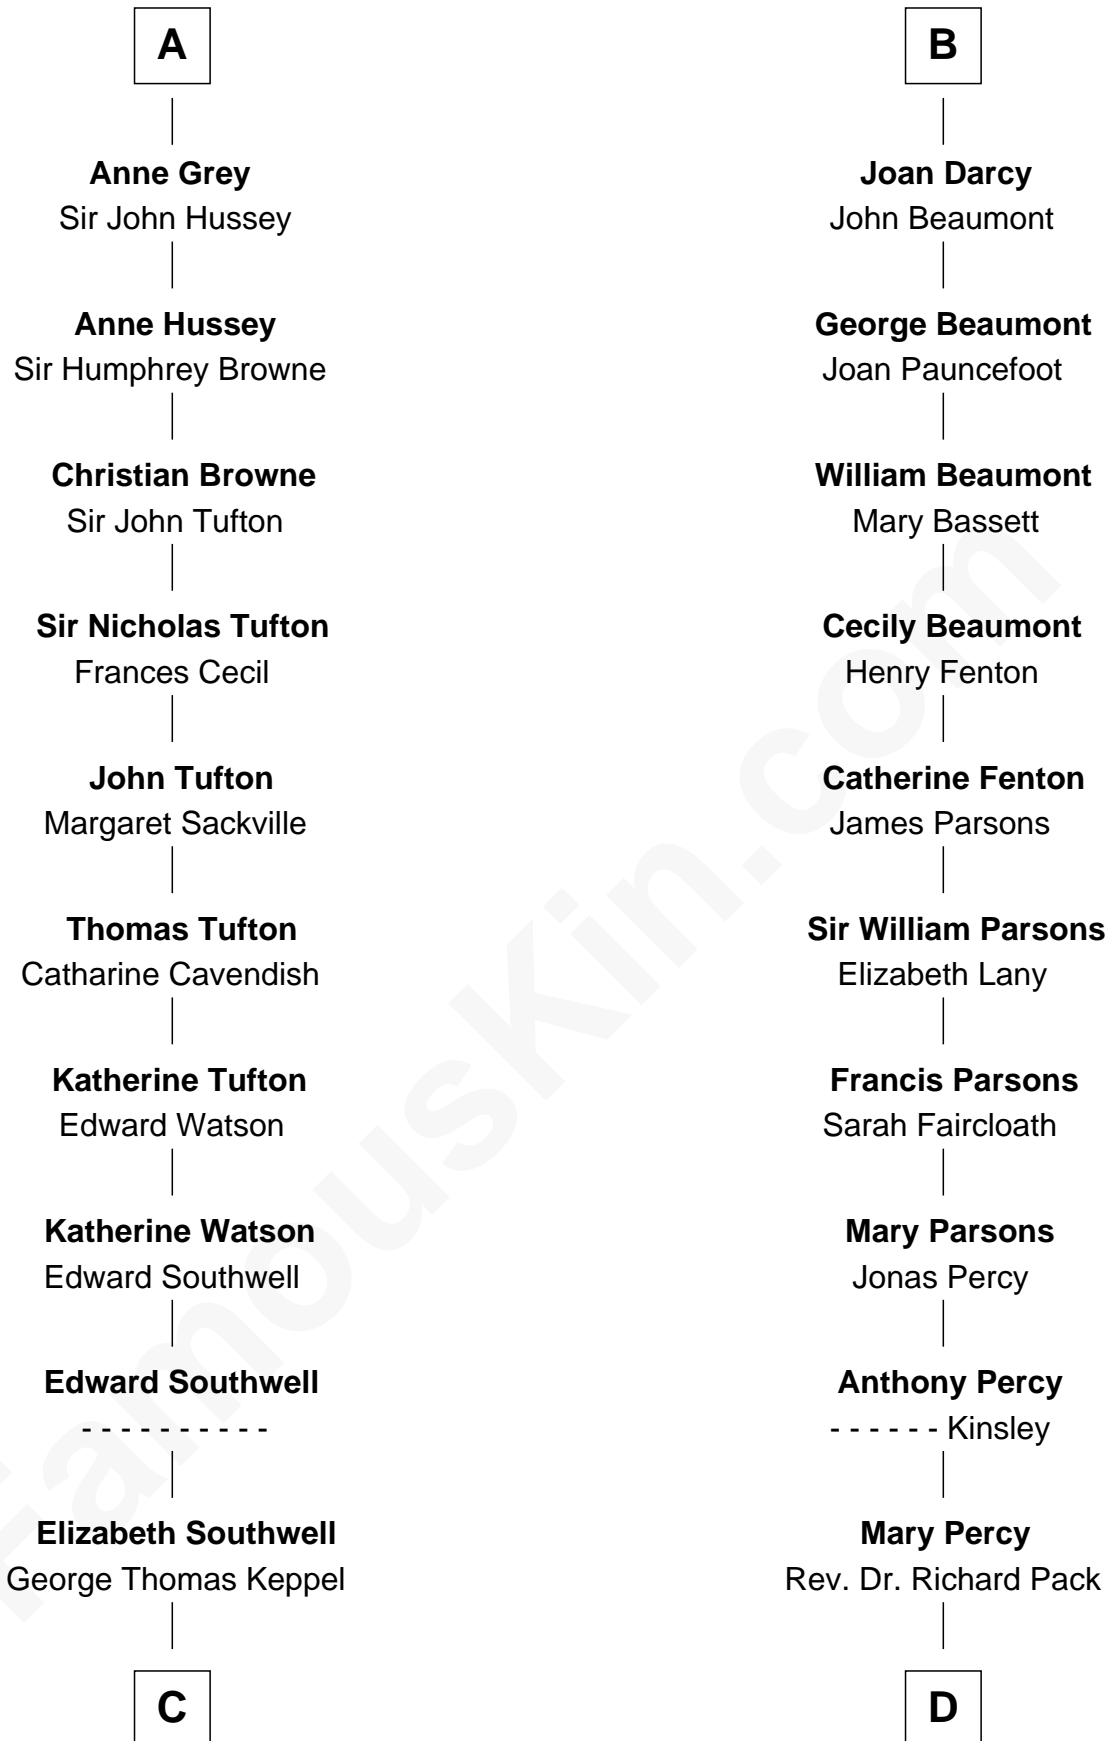 A
Anne Grey
Sir John Hussey
Anne Hussey
Sir Humphrey Browne
Christian Browne
Sir John Tufton
Sir Nicholas Tufton
Frances Cecil
John Tufton
Margaret Sackville
Thomas Tufton
Catharine Cavendish
Katherine Tufton
Edward Watson
Katherine Watson
Edward Southwell
Edward Southwell
- - - - - - - - - -
Elizabeth Southwell
George Thomas Keppel
C
B
Joan Darcy
John Beaumont
George Beaumont
Joan Pauncefoot
William Beaumont
Mary Bassett
Cecily Beaumont
Henry Fenton
Catherine Fenton
James Parsons
Sir William Parsons
Elizabeth Lany
Francis Parsons
Sarah Faircloath
Mary Parsons
Jonas Percy
Anthony Percy
- - - - - - Kinsley
Mary Percy
Rev. Dr. Richard Pack
D
FamousKin.com